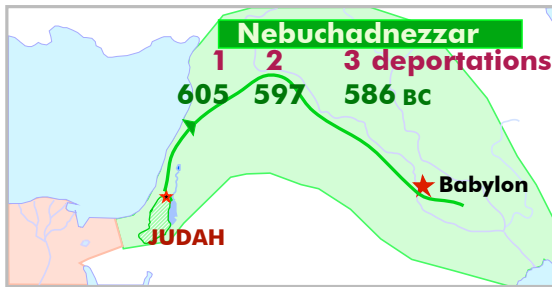 Nebuchadnezzar
1 2 3 deportations
605 597 586 BC
Babylon
JUDAH